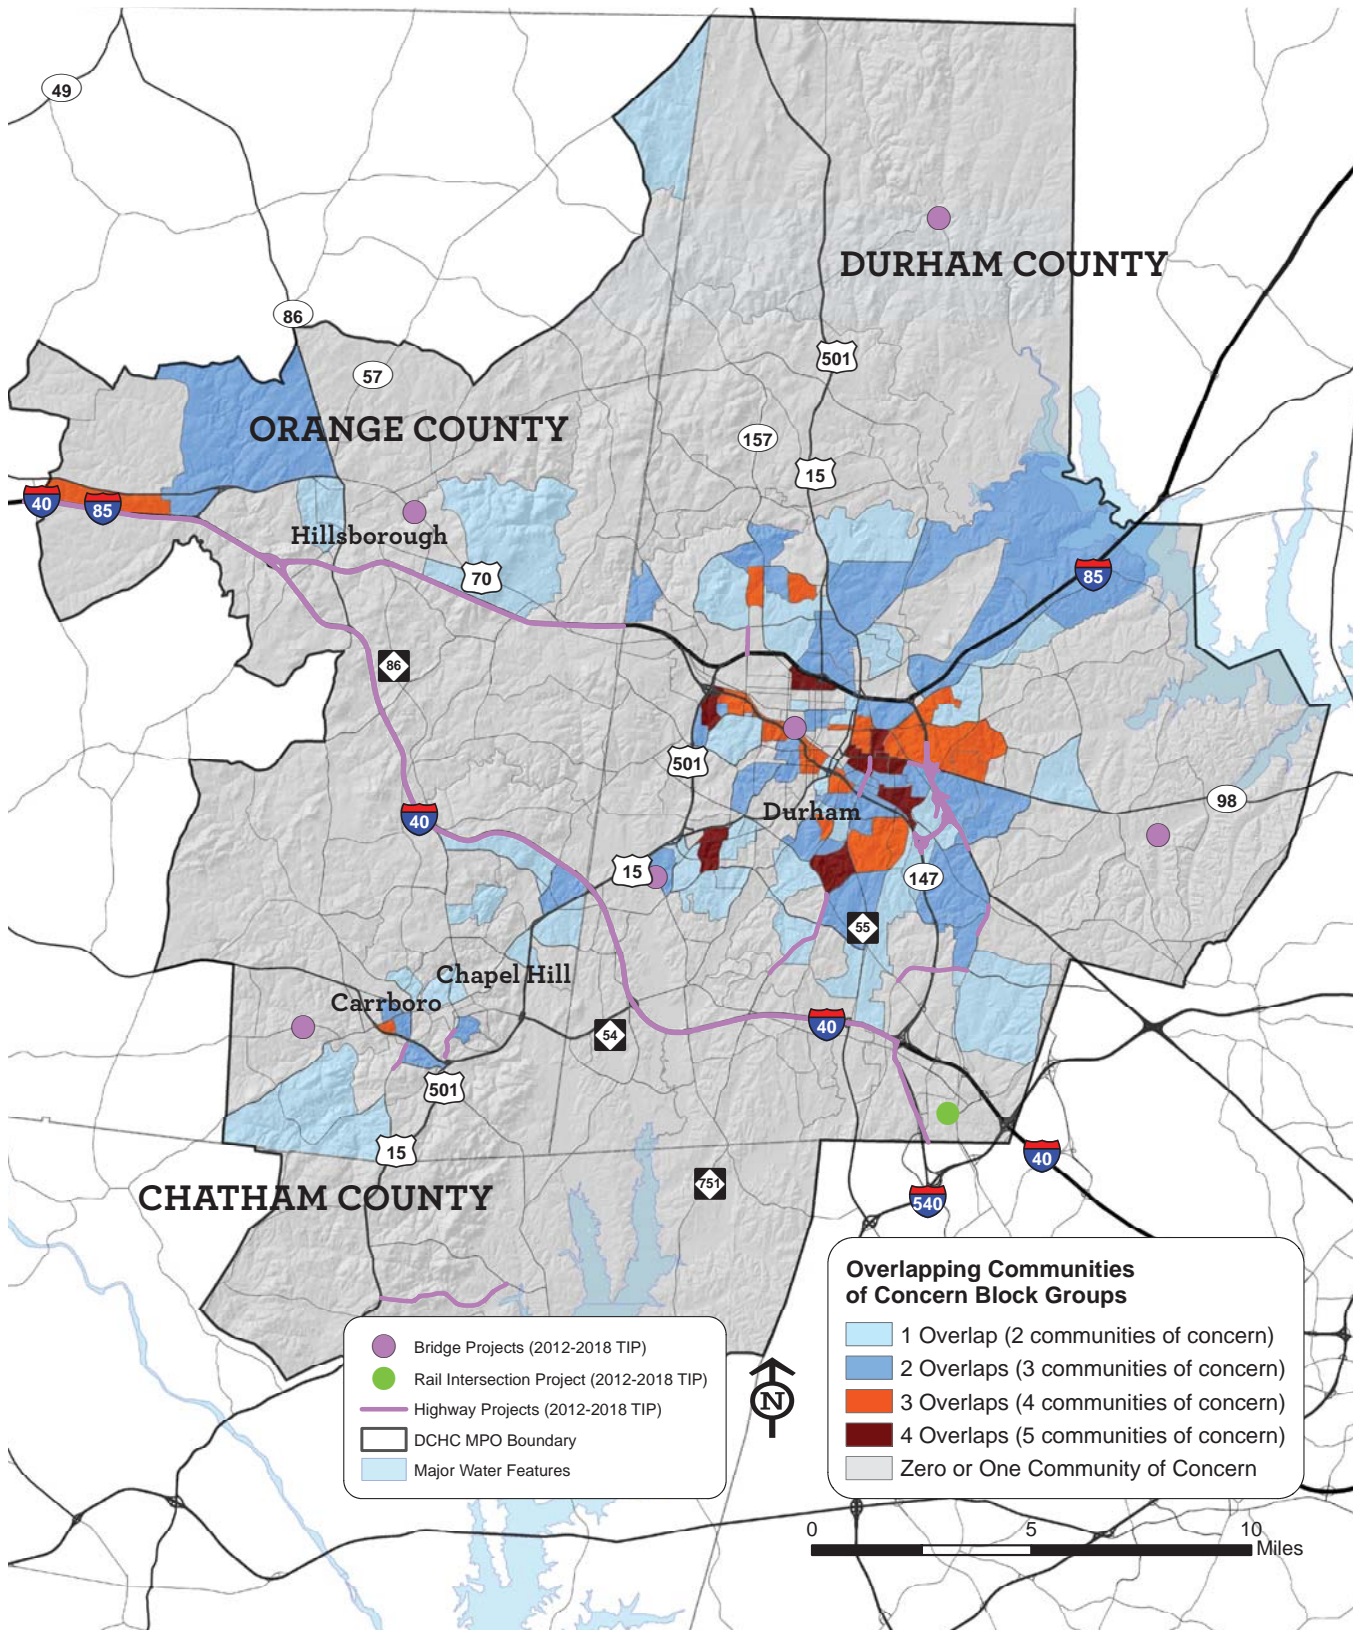 49
DURHAM COUNTY
86
501
57
ORANGE COUNTY
157
15
40
85
Hillsborough
70
85
86
501
98
Durham
40
15
147
55
Chapel Hill
Carrboro
54
40
501
15
40
751
CHATHAM COUNTY
540
Overlapping Communities
of Concern Block Groups
1 Overlap (2 communities of concern)
2 Overlaps (3 communities of concern)
3 Overlaps (4 communities of concern)
4 Overlaps (5 communities of concern)
Zero or One Community of Concern
Bridge Projects (2012-2018 TIP)
Rail Intersection Project (2012-2018 TIP)
Highway Projects (2012-2018 TIP)
DCHC MPO Boundary
Major Water Features
N
0 5 10
Miles